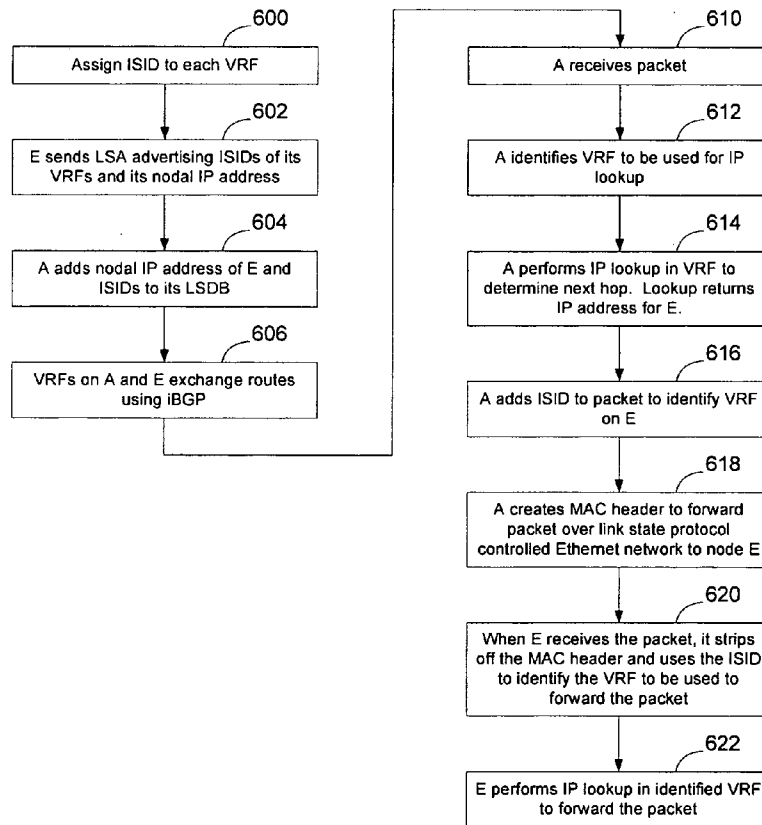 600
Assign ISID to each VRF
602
E sends LSA advertising ISIDs of its
VRFs and its nodal IP address
604
A adds nodal IP address of E and
ISIDs to its LSDB
606
VRFs on A and E exchange routes
using iBGP
610
A receives packet
612
A identifies VRF to be used for IP
lookup
614
A performs IP lookup in VRF to
determine next hop. Lookup returns
IP address for E.
616
A adds ISID to packet to identify VRF
on E
618
A creates MAC header to forward
packet over link state protocol
controlled Ethernet network to node E
620
When E receives the packet, it strips
off the MAC header and uses the ISID
to identify the VRF to be used to
forward the packet
622
E performs IP lookup in identified VRF
to forward the packet